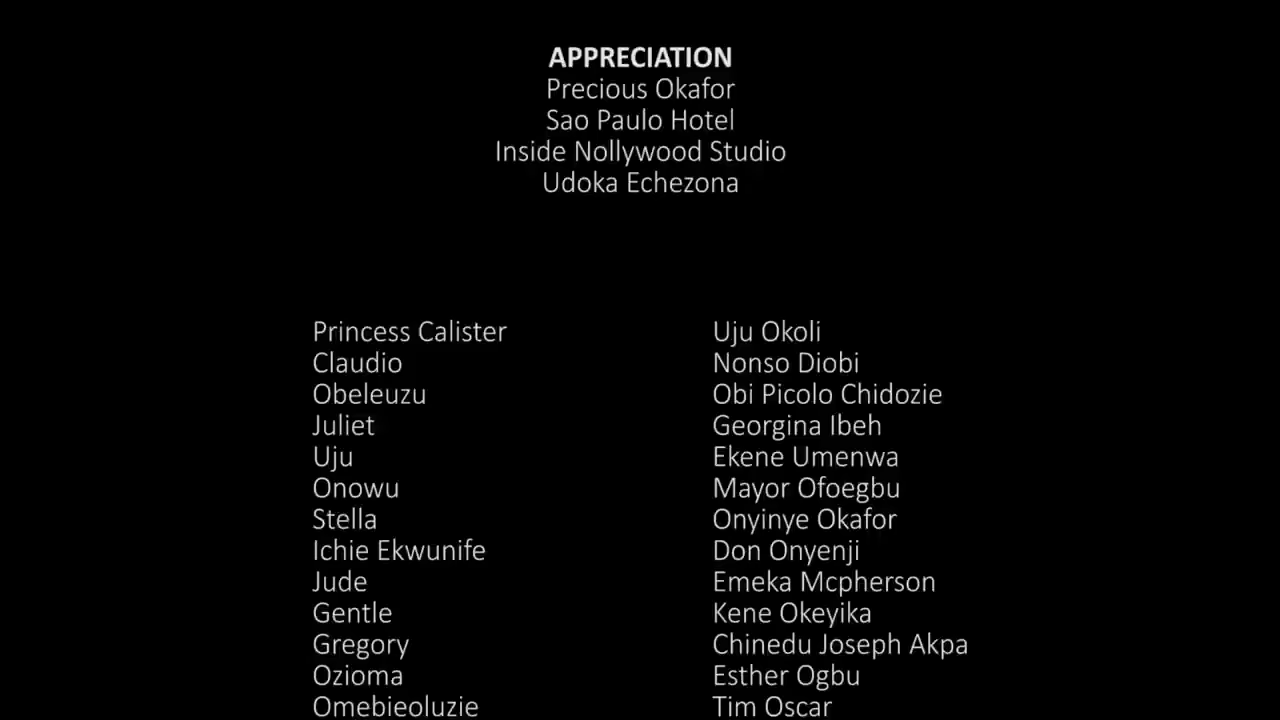 APPRECIATION
Precious Okafor
Sao Paulo Hotel
Inside Nollywood Studio
Udoka Echezona
Princess Calister Uju Okoli
Claudio Nonso Diobi
Obeleuzu Obi Picolo Chidozie
Juliet Georgina Ibeh
Uju Ekene Umenwa
Onowu Mayor Ofoegbu
Stella Onyinye Okafor
Ichie Ekwunife Don Onyenji
Jude Emeka Mcpherson
Gentle Kene Okeyika
Gregory Chinedu Joseph Akpa
Ozioma Esther Ogbu
Omebieoluzie Tim Oscar